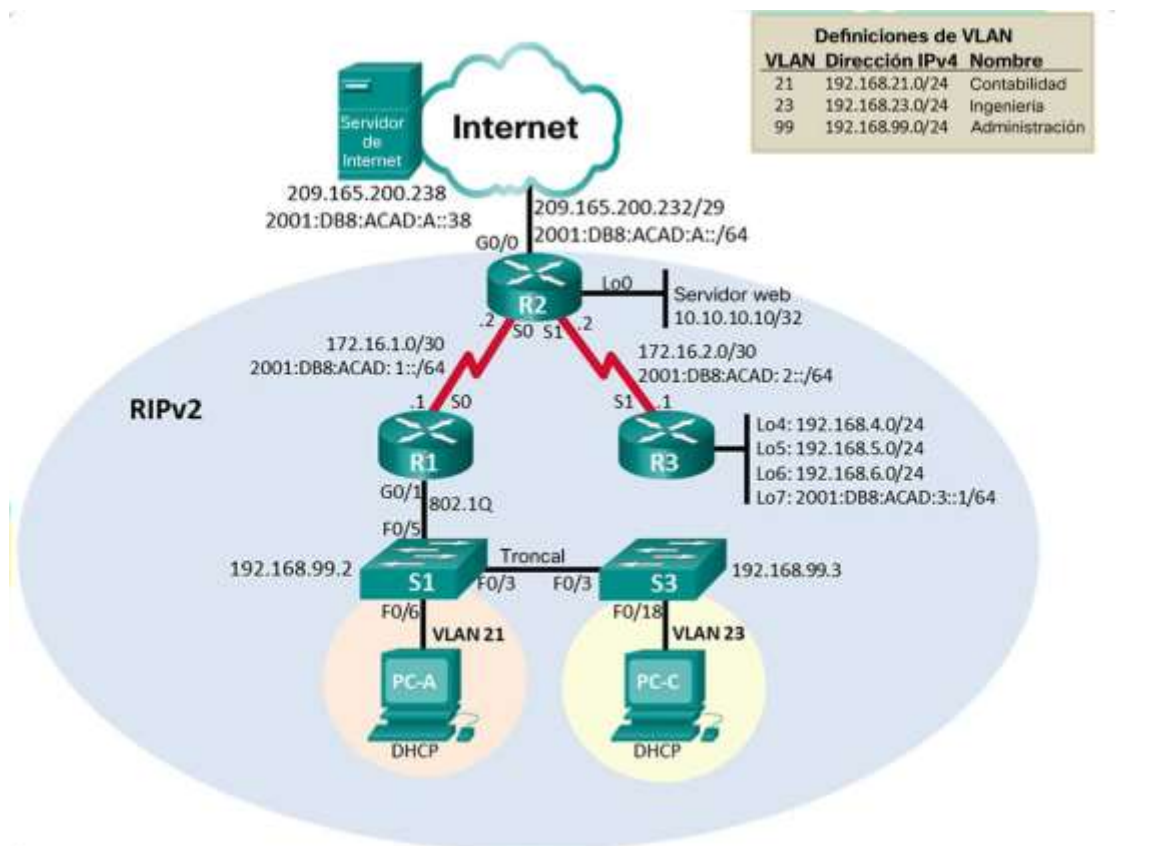 Definiciones de VLAN
VLAN Dirección IPv4 Nombre
21 192.168.21.0/24 Contabilidad
23 192.168.23.0/24 Ingeniería
99 192.168.99.0/24 Administración
Servidor
de
Internet
Internet
209.165.200.238
2001:DB8:ACAD:A::38
209.165.200.232/29
2001:DB8:ACAD:A::/64
G0/0
R2
Lo0
Servidor web
10.10.10.10/32
.2
S0
S1
.2
172.16.1.0/30
2001:DB8:ACAD: 1::/64
172.16.2.0/30
2001:DB8:ACAD: 2::/64
RIPv2
.1
S0
S1
.1
R1
R3
Lo4: 192.168.4.0/24
Lo5: 192.168.5.0/24
Lo6: 192.168.6.0/24
Lo7: 2001:DB8:ACAD:3::1/64
G0/1
802.1Q
F0/5
192.168.99.2
S1
Troncal
F0/3
F0/3
S3
192.168.99.3
F0/6
VLAN 21
F0/18
VLAN 23
PC-A
DHCP
PC-C
DHCP